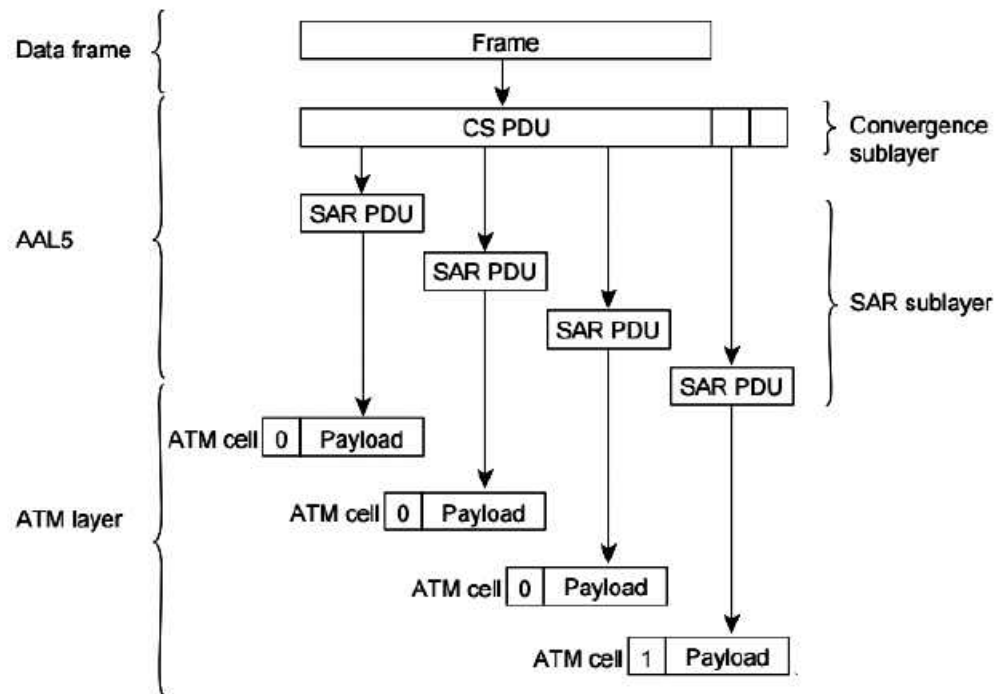 Data frame
Frame
CS PDU
Convergence
sublayer
SAR PDU
AAL5
SAR PDU
SAR sublayer
SAR PDU
SAR PDU
ATM cell 0 Payload
ATM layer
ATM cell 0 Payload
ATM cell 0 Payload
ATM cell 1 Payload